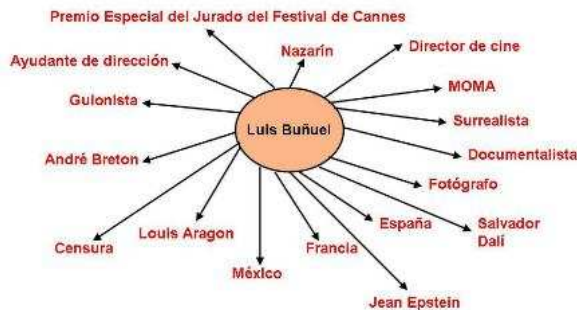 Premio Especial del Jurado del Festival de Cannes
Nazarín
Director de cine
Ayudante de dirección
MOMA
Guionista
Surrealista
Luis Buñuel
Documentalista
André Breton
Fotógrafo
España
Salvador
Dalí
Louis Aragon
Censura
Francia
México
Jean Epstein